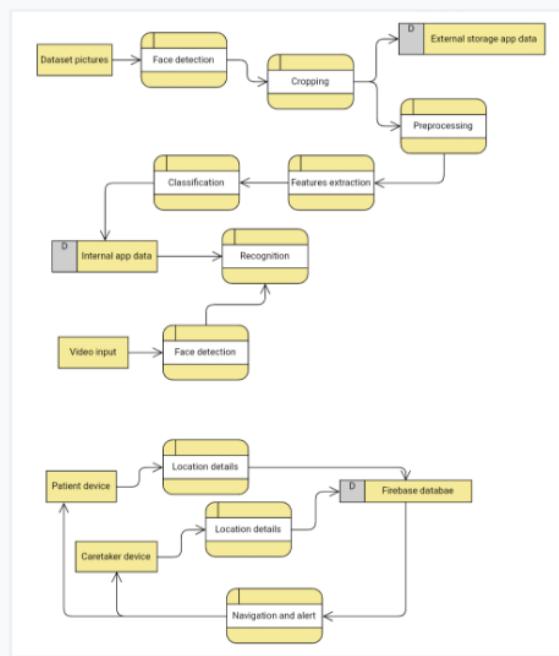 Dataset pictures
Face detection
Cropping
D
External storage app data
Preprocessing
Features extraction
Classification
D
Internal app data
Recognition
Video input
Face detection
Patient device
Location details
D
Firebase databae
Caretaker device
Location details
Navigation and alert